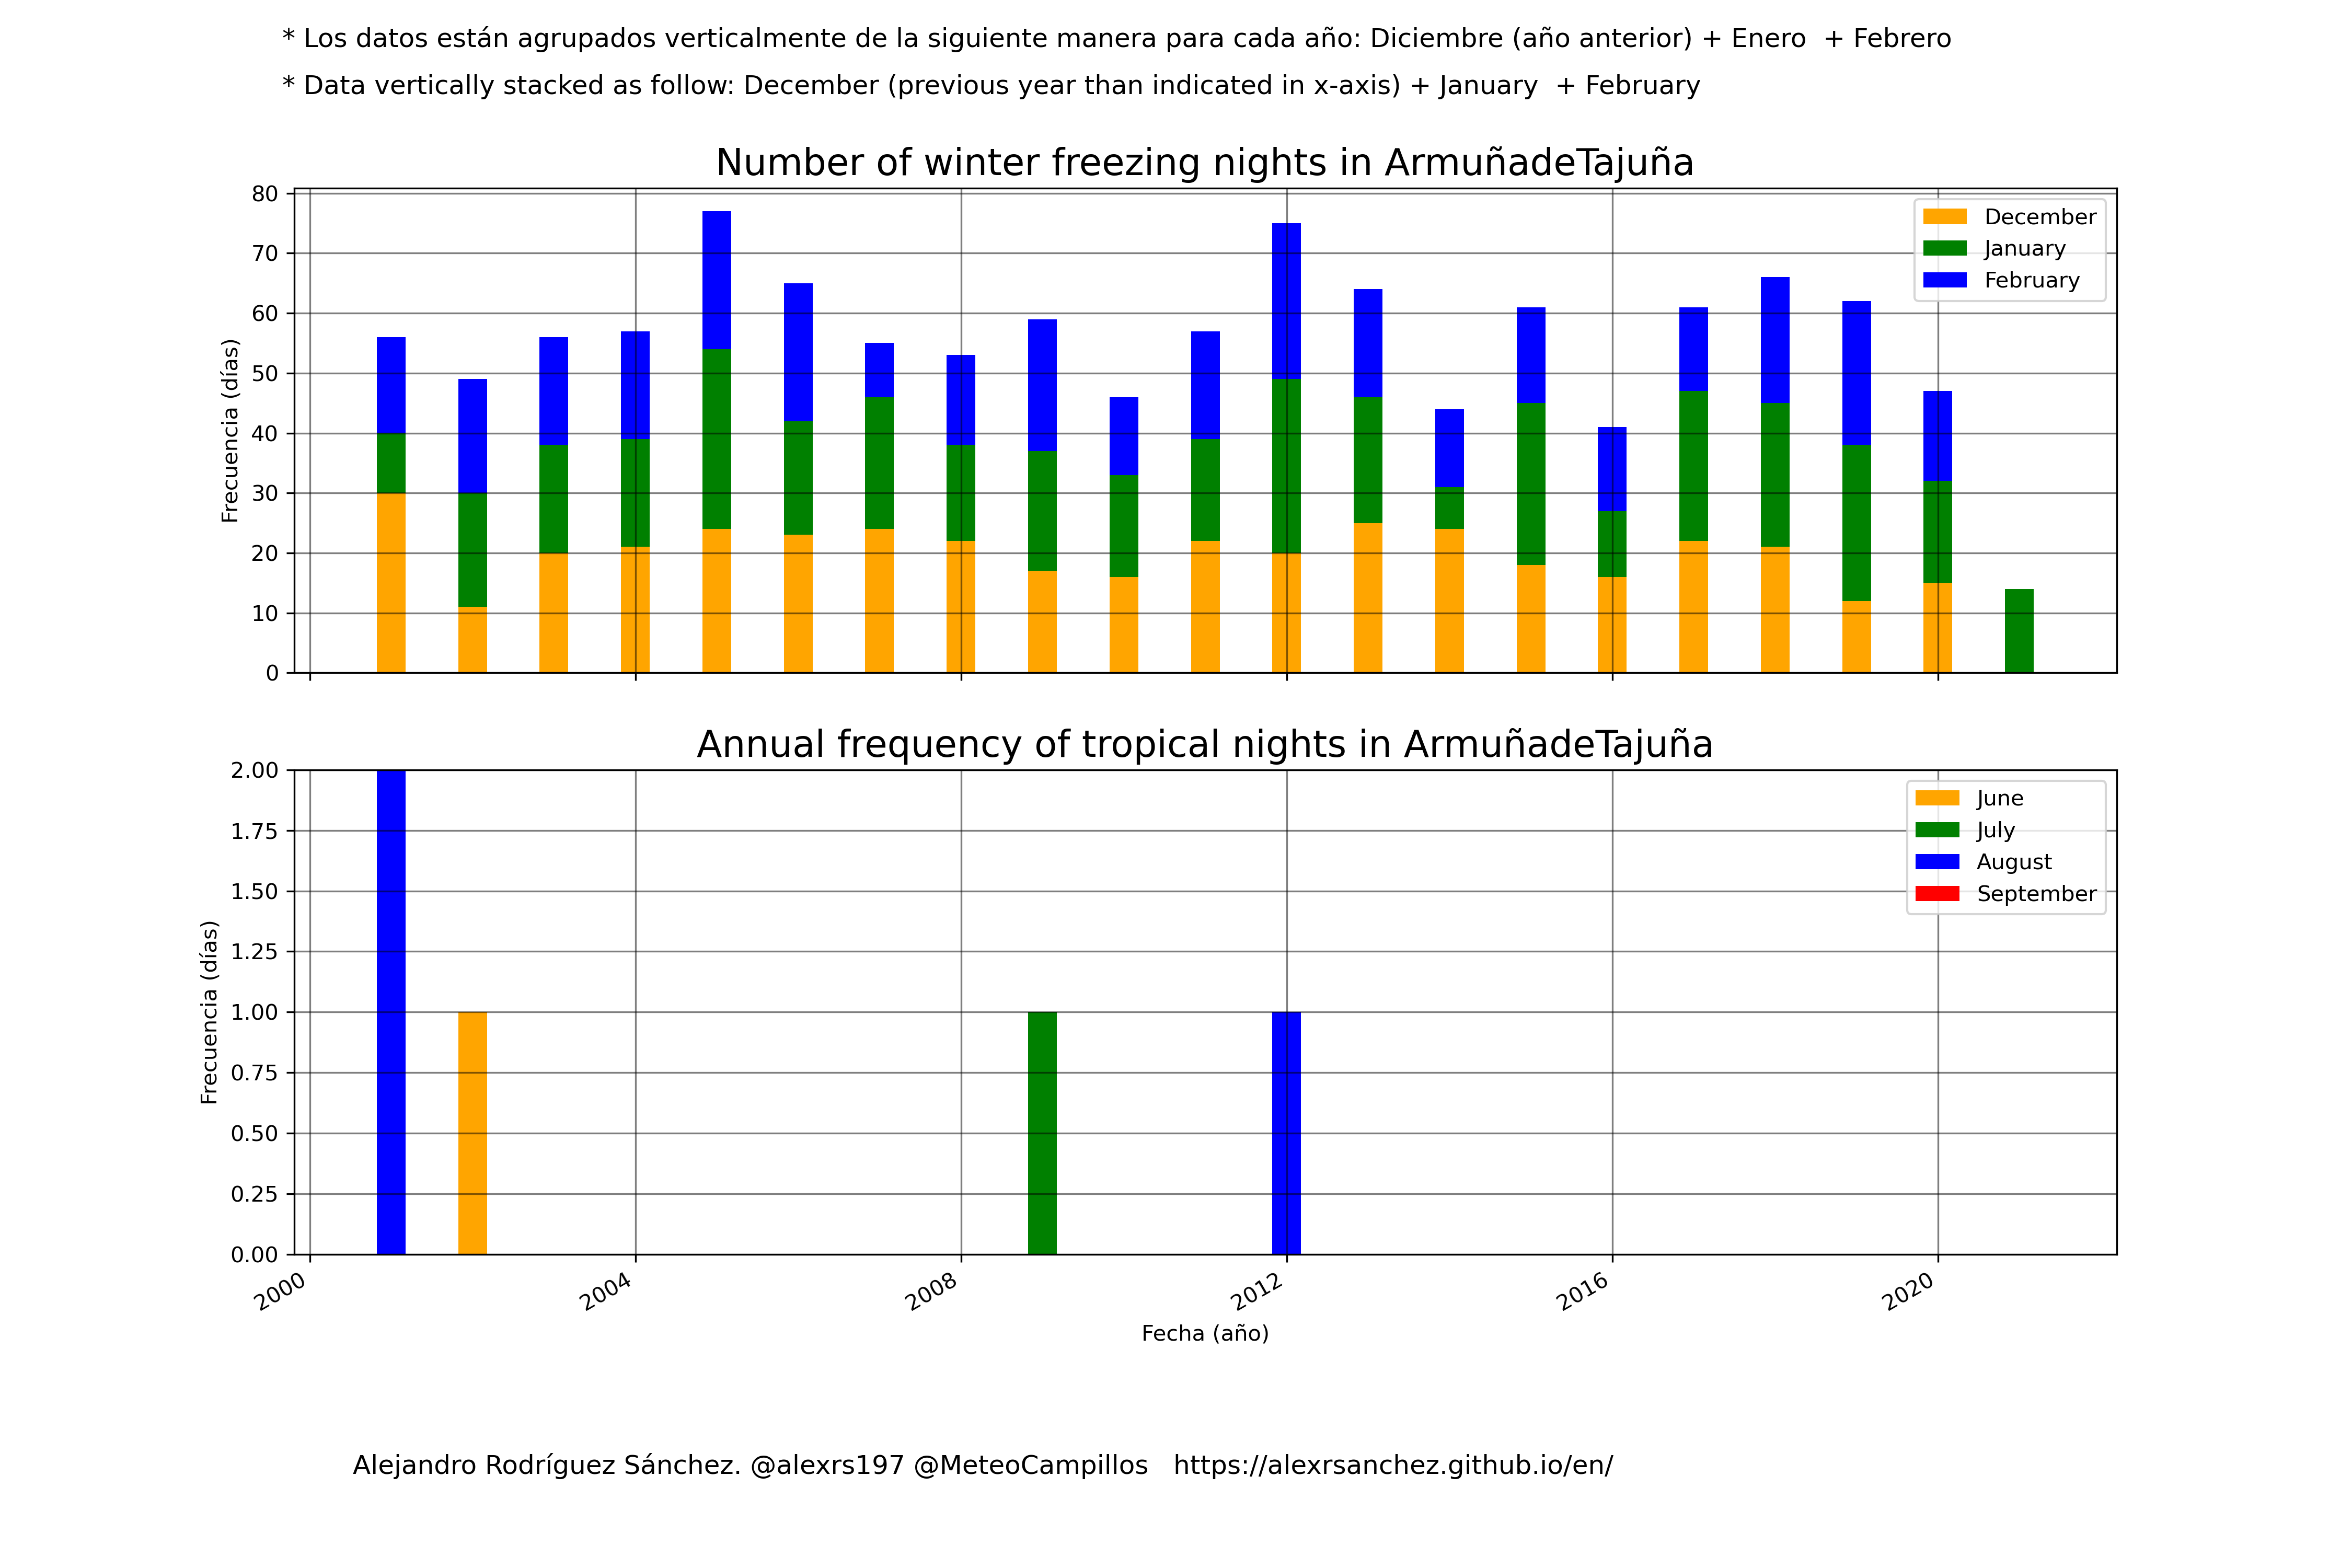 * Los datos están agrupados verticalmente de la siguiente manera para cada año: Diciembre (año anterior) + Enero  + Febrero
* Data vertically stacked as follow: December (previous year than indicated in x-axis) + January  + February
Number of winter freezing nights in ArmuñadeTajuña
80
70
60
50
40
30
20
10
0
Frecuencia (días)
December
January
February
Annual frequency of tropical nights in ArmuñadeTajuña
2.00
1.75
1.50
1.25
1.00
0.75
0.50
0.25
0.00
Frecuencia (días)
June
July
August
September
2000
2004
2008
2012
2016
2020
Fecha (año)
Alejandro Rodríguez Sánchez. @alexrs197 @MeteoCampillos   https://alexrsanchez.github.io/en/